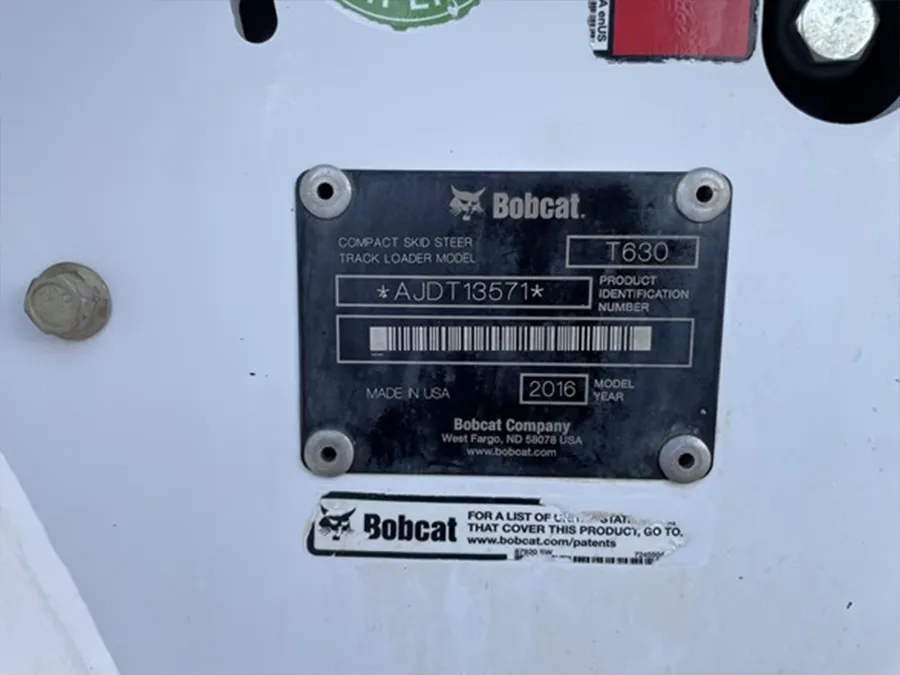 A enUS
Bobcat.
COMPACT SKID STEER
TRACK LOADER MODEL
T630
*AJDT13571*
PRODUCT
IDENTIFICATION
NUMBER
MADE IN USA
2016
MODEL
YEAR
Bobcat Company
West Fargo, ND 58078 USA
www.bobcat.com
Bobcat
FOR A LIST OF
THAT COVER THIS PRODUCT, GO TO.
www.bobcat.com/patents